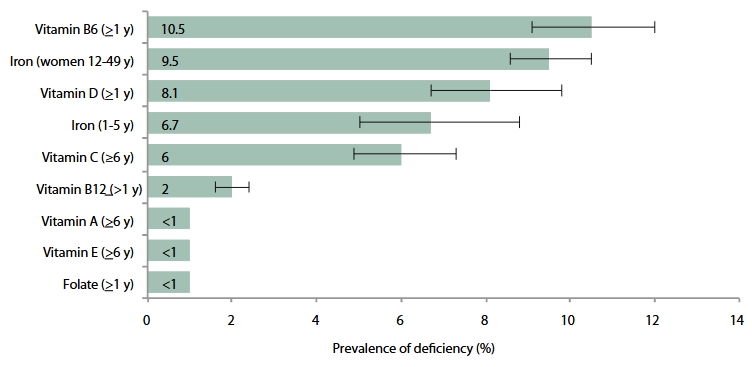 Vitamin B6 (≥1 y) 10.5
Iron (women 12-49 y) 9.5
Vitamin D (≥1 y) 8.1
Iron (1-5 y) 6.7
Vitamin C (≥6 y) 6
Vitamin B12 (>1 y) 2
Vitamin A (≥6 y) <1
Vitamin E (≥6 y) <1
Folate (≥1 y) <1
0 2 4 6 8 10 12 14
Prevalence of deficiency (%)